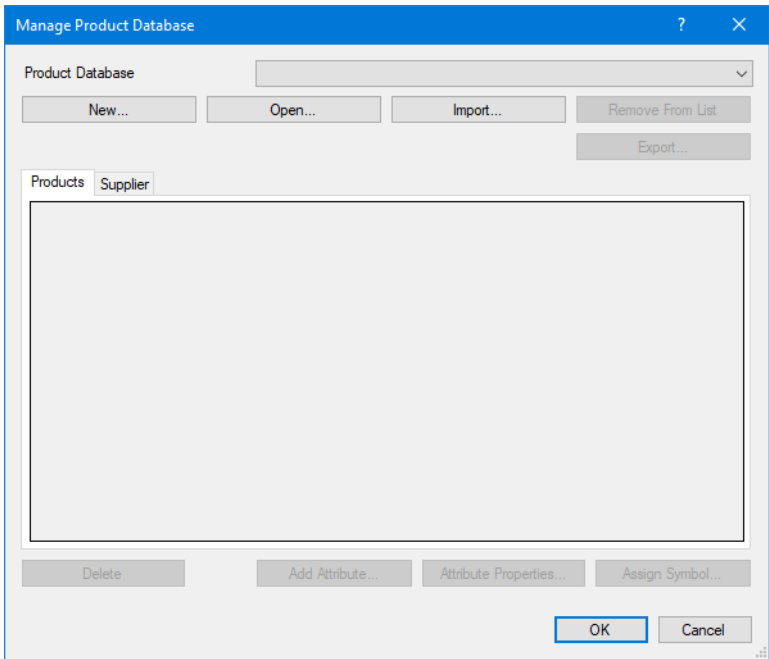 Manage Product Database ?
Product Database
New... Open... Import... Remove From List
Export...
Products Supplier
Delete Add Attribute... Attribute Properties... Assign Symbol...
OK Cancel